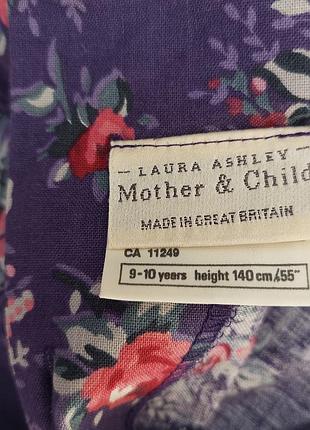 — LAURA ASHLEY —
Mother & Child
MADE IN GREAT BRITAIN
CA 11249
9-10 years height 140 cm/55"